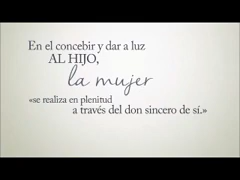 En el concebir y dar a luz
AL HIJO,
la mujer
«se realiza en plenitud
a través del don sincero de sí.»